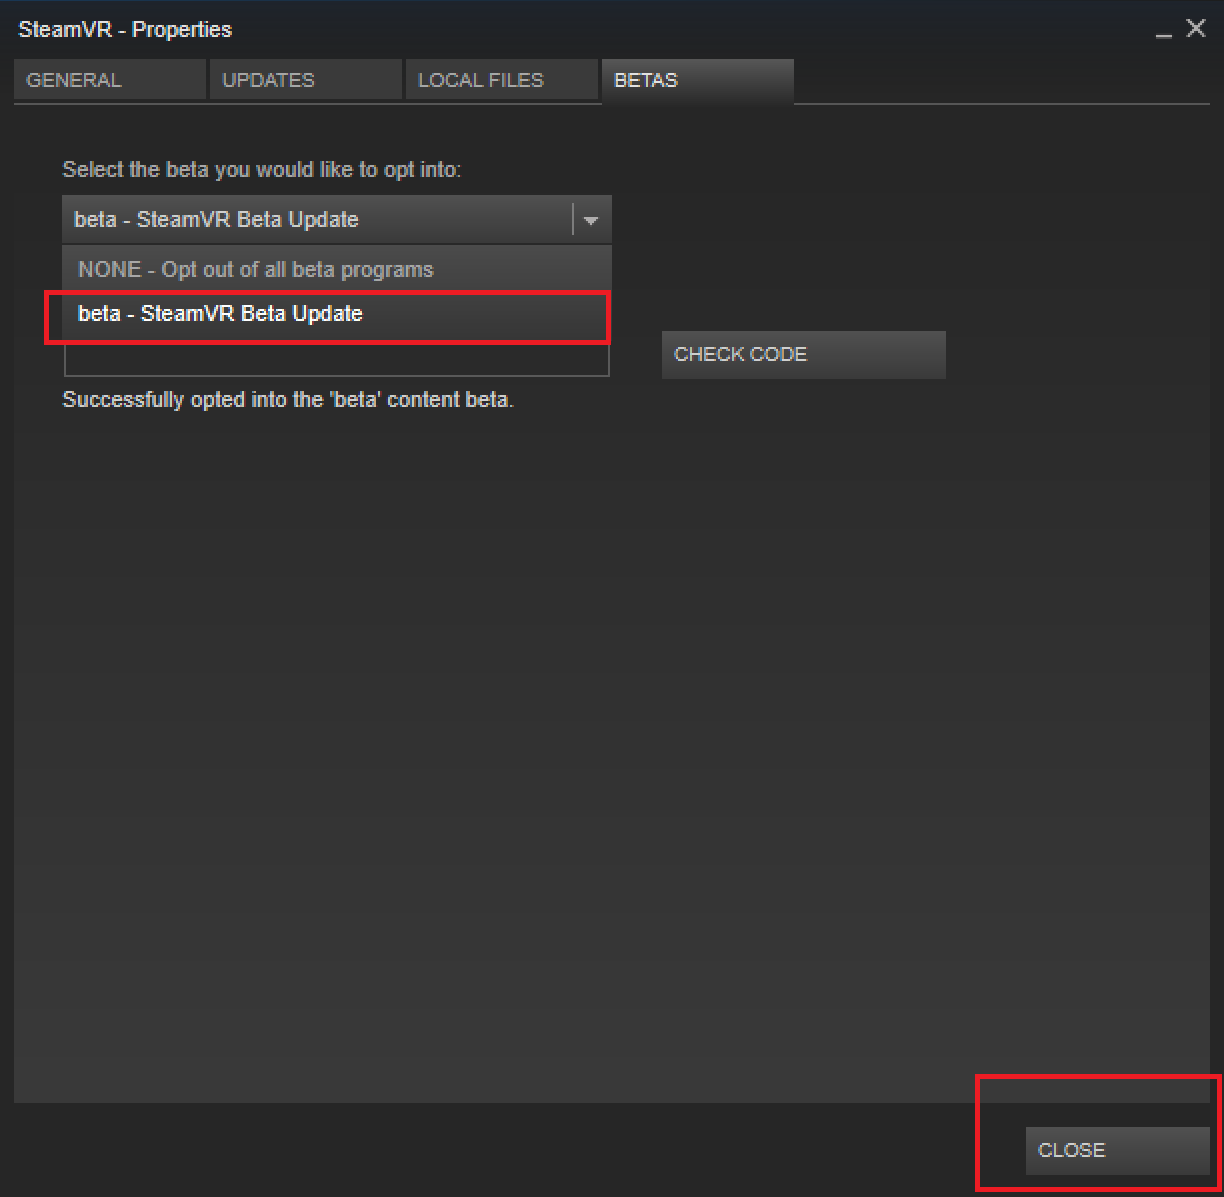 SteamVR - Properties
GENERAL UPDATES LOCAL FILES BETAS
Select the beta you would like to opt into:
beta - SteamVR Beta Update
NONE - Opt out of all beta programs
beta - SteamVR Beta Update
CHECK CODE
Successfully opted into the 'beta' content beta.
CLOSE